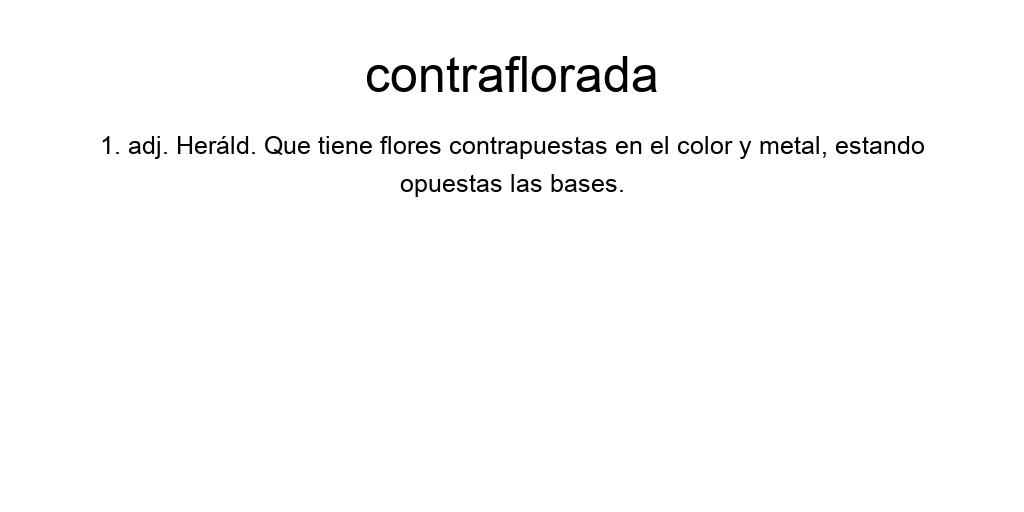 contraflorada
1. adj. Heráld. Que tiene flores contrapuestas en el color y metal, estando
opuestas las bases.